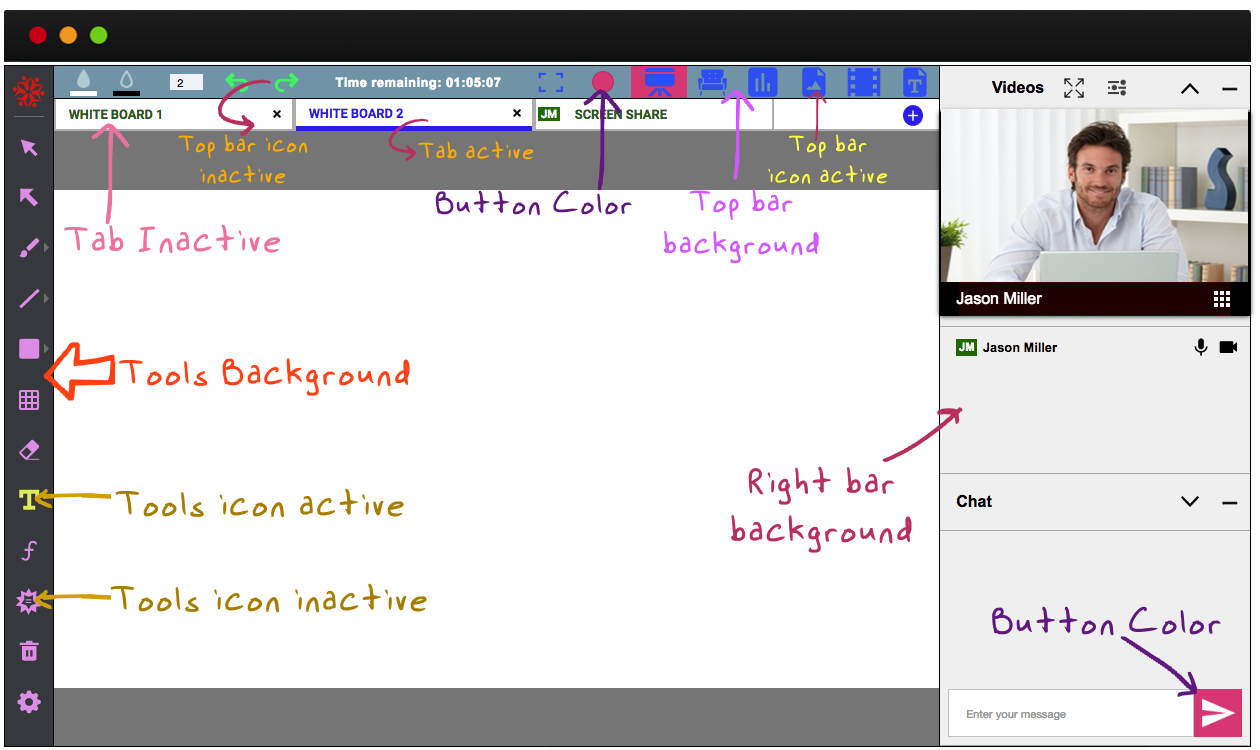 2
Time remaining: 01:05:07
T
Videos
WHITE BOARD 1
×
WHITE BOARD 2
×
JM
SCREEN SHARE
+
Top bar icon
inactive
Tab active
Top bar
icon active
Tab Inactive
Button Color
Top bar
background
Jason Miller
JM Jason Miller
Tools Background
Right bar
background
Chat
T
Tools icon active
f
Tools icon inactive
Button Color
Enter your message